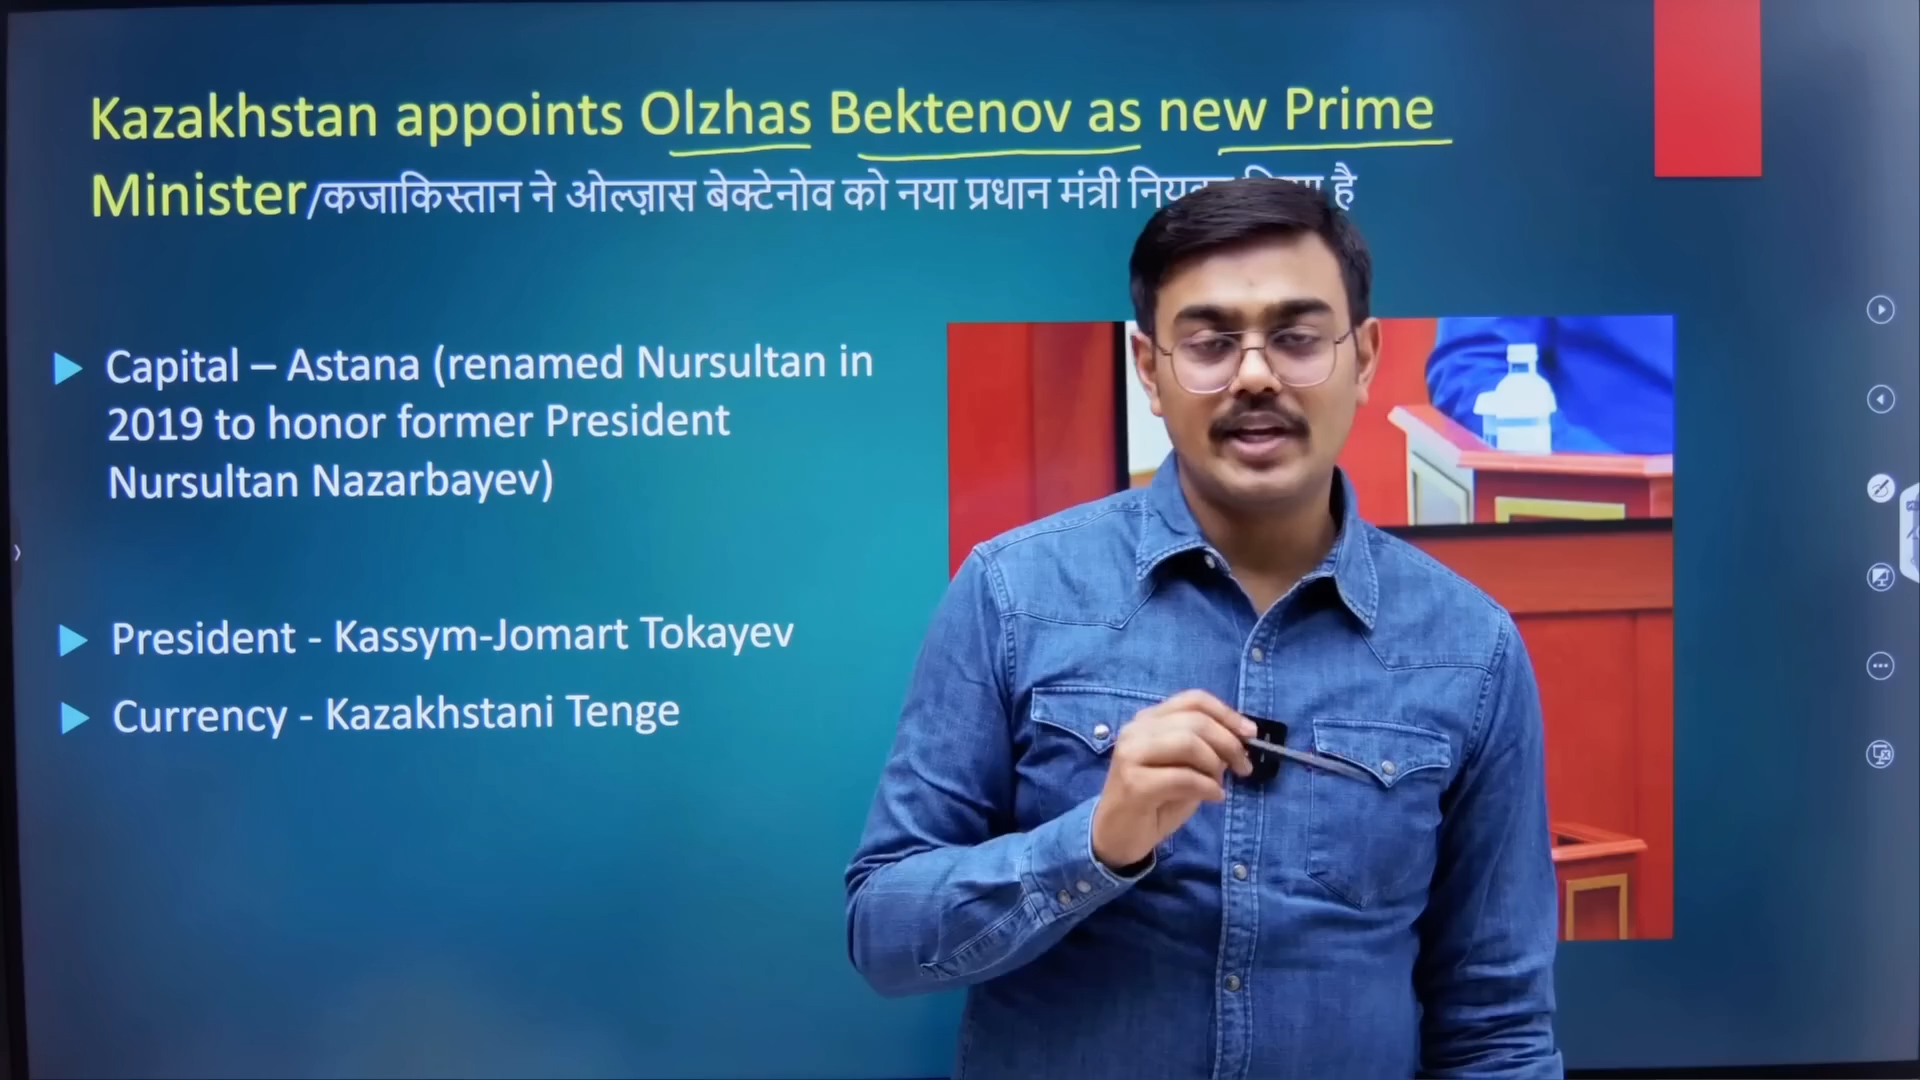 Kazakhstan appoints Olzhas Bektenov as new Prime
Minister/कजाकिस्तान ने ओल्ज़ास बेक्टेनोव को नया प्रधान मंत्री है
Capital – Astana (renamed Nursultan in
2019 to honor former President
Nursultan Nazarbayev)
President - Kassym-Jomart Tokayev
Currency - Kazakhstani Tenge